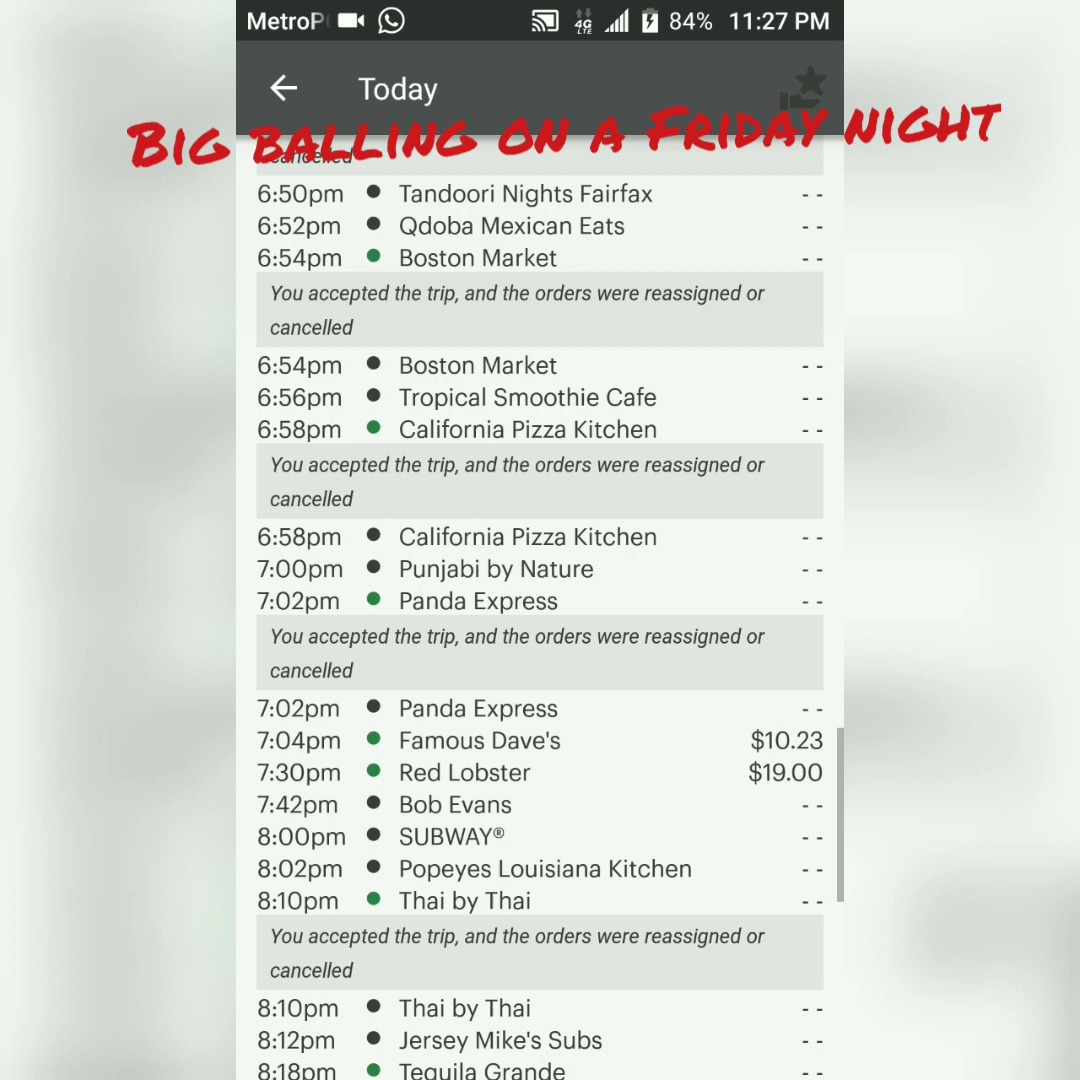 MetroP 84% 11:27 PM
Today
Big balling on a Friday night
cancelled
6:50pm Tandoori Nights Fairfax - -
6:52pm Qdoba Mexican Eats - -
6:54pm Boston Market - -
You accepted the trip, and the orders were reassigned or
cancelled
6:54pm Boston Market - -
6:56pm Tropical Smoothie Cafe - -
6:58pm California Pizza Kitchen - -
You accepted the trip, and the orders were reassigned or
cancelled
6:58pm California Pizza Kitchen - -
7:00pm Punjabi by Nature - -
7:02pm Panda Express - -
You accepted the trip, and the orders were reassigned or
cancelled
7:02pm Panda Express - -
7:04pm Famous Dave's $10.23
7:30pm Red Lobster $19.00
7:42pm Bob Evans - -
8:00pm SUBWAY® - -
8:02pm Popeyes Louisiana Kitchen - -
8:10pm Thai by Thai - -
You accepted the trip, and the orders were reassigned or
cancelled
8:10pm Thai by Thai - -
8:12pm Jersey Mike's Subs - -
8:18pm Tequila Grande - -